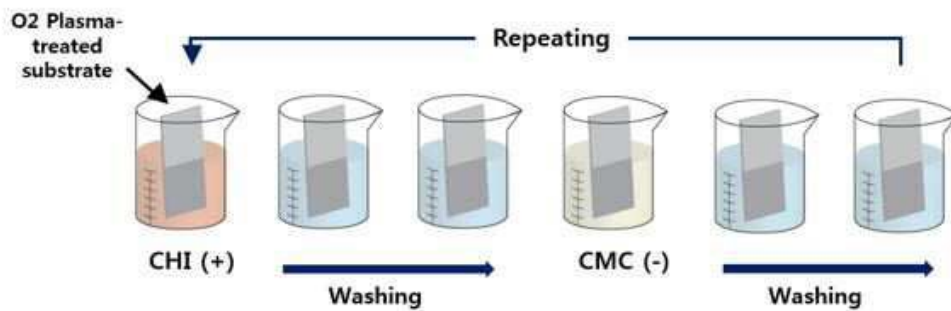 O2 Plasma-
treated
substrate
Repeating
CHI (+)
CMC (-)
Washing
Washing